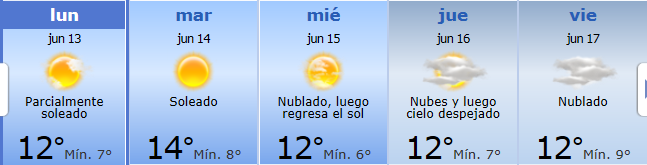 lun
jun 13
Parcialmente
soleado
12° Mín. 7°
mar
jun 14
Soleado
14° Mín. 8°
mié
jun 15
Nublado, luego
regresa el sol
12° Mín. 6°
jue
jun 16
Nubes y luego
cielo despejado
12° Mín. 7°
vie
jun 17
Nublado
12° Mín. 9°